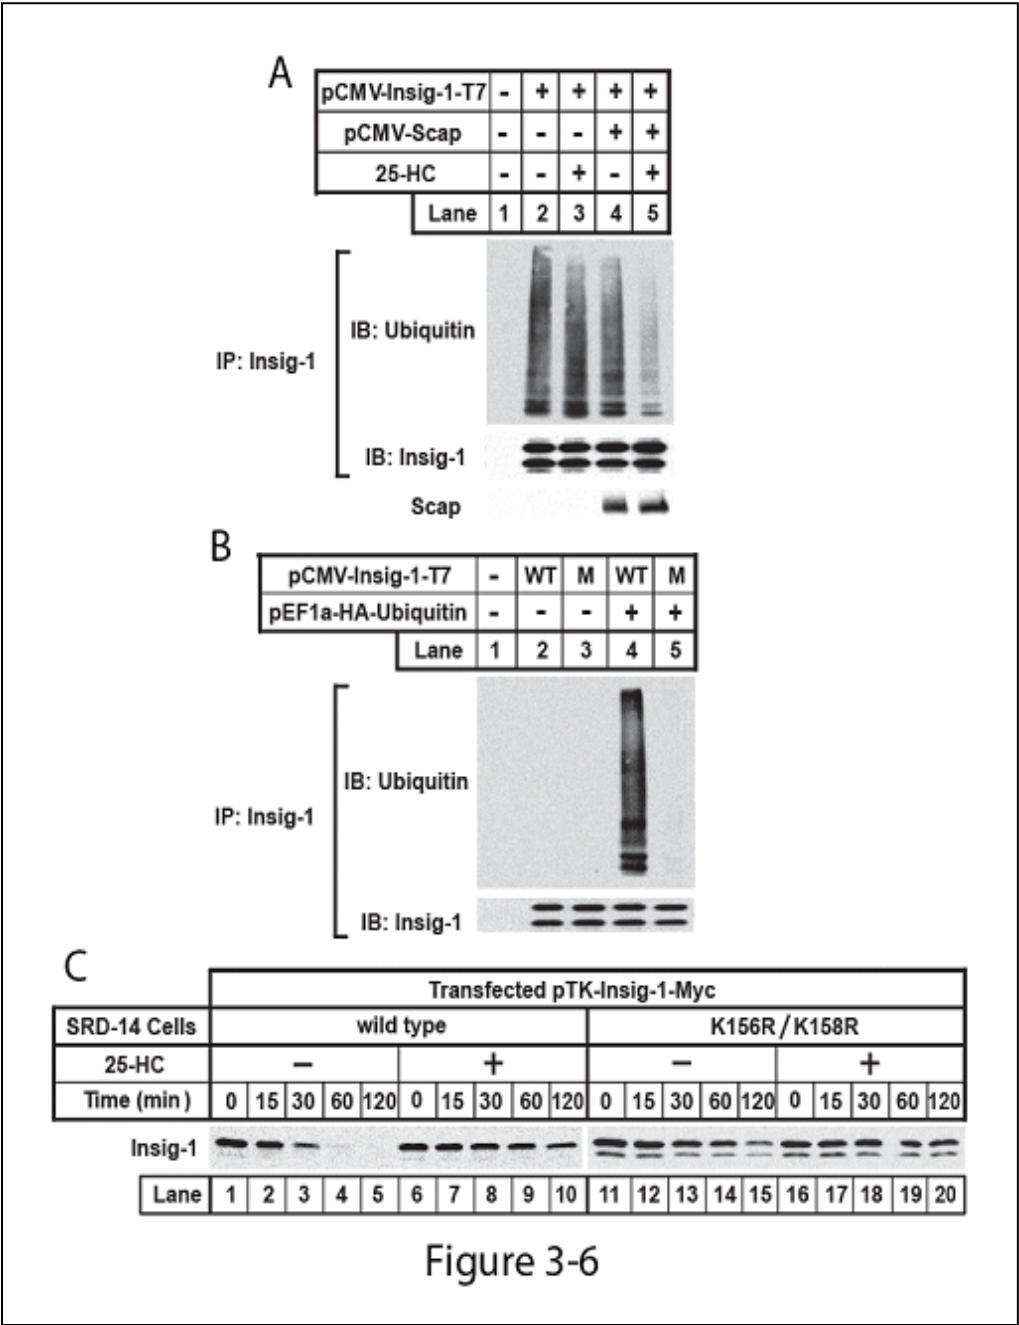 A
pCMV-Insig-1-T7 - + + + +
pCMV-Scap - - - + +
25-HC - - + - +
Lane 1 2 3 4 5
IB: Ubiquitin
IP: Insig-1
IB: Insig-1
Scap
B
pCMV-Insig-1-T7 - WT M WT M
pEF1a-HA-Ubiquitin - - - + +
Lane 1 2 3 4 5
IB: Ubiquitin
IP: Insig-1
IB: Insig-1
C
Transfected pTK-Insig-1-Myc
SRD-14 Cells wild type K156R/K158R
25-HC − + − +
Time (min) 0 15 30 60 120 0 15 30 60 120 0 15 30 60 120 0 15 30 60 120
Insig-1
Lane 1 2 3 4 5 6 7 8 9 10 11 12 13 14 15 16 17 18 19 20
Figure 3-6